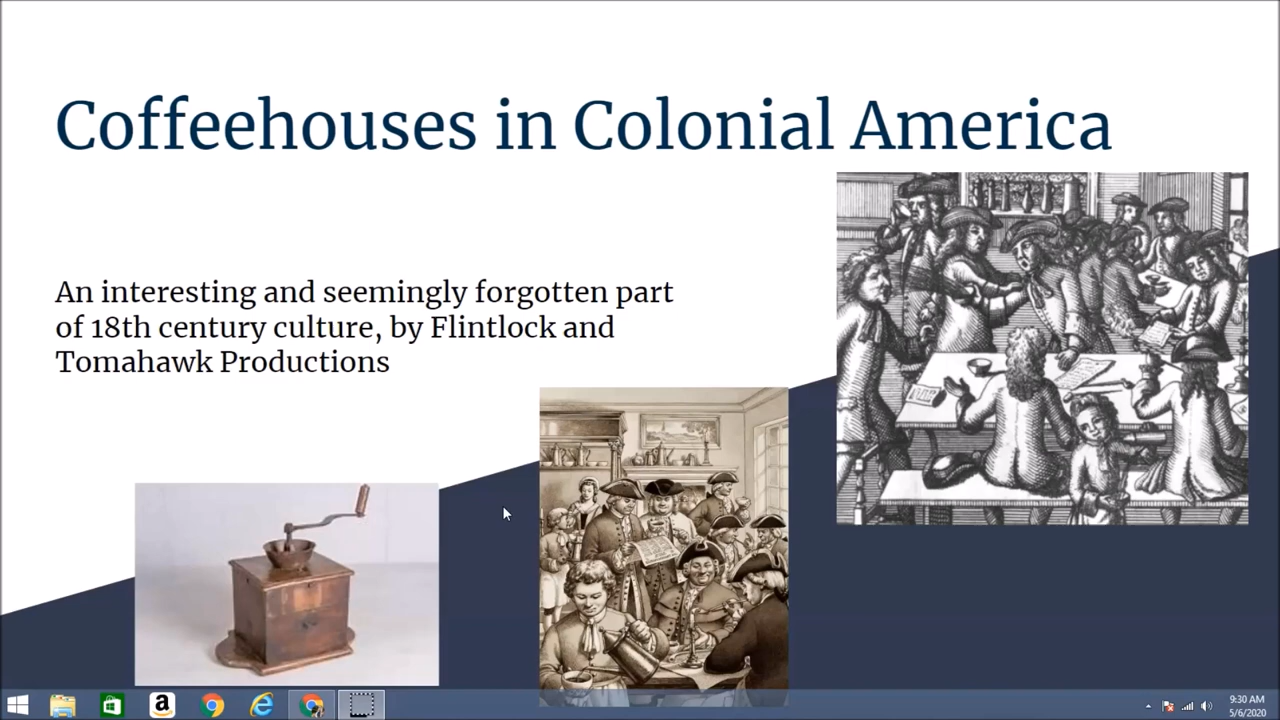 Coffeehouses in Colonial America
An interesting and seemingly forgotten part
of 18th century culture, by Flintlock and
Tomahawk Productions
9:30 AM
5/6/2020